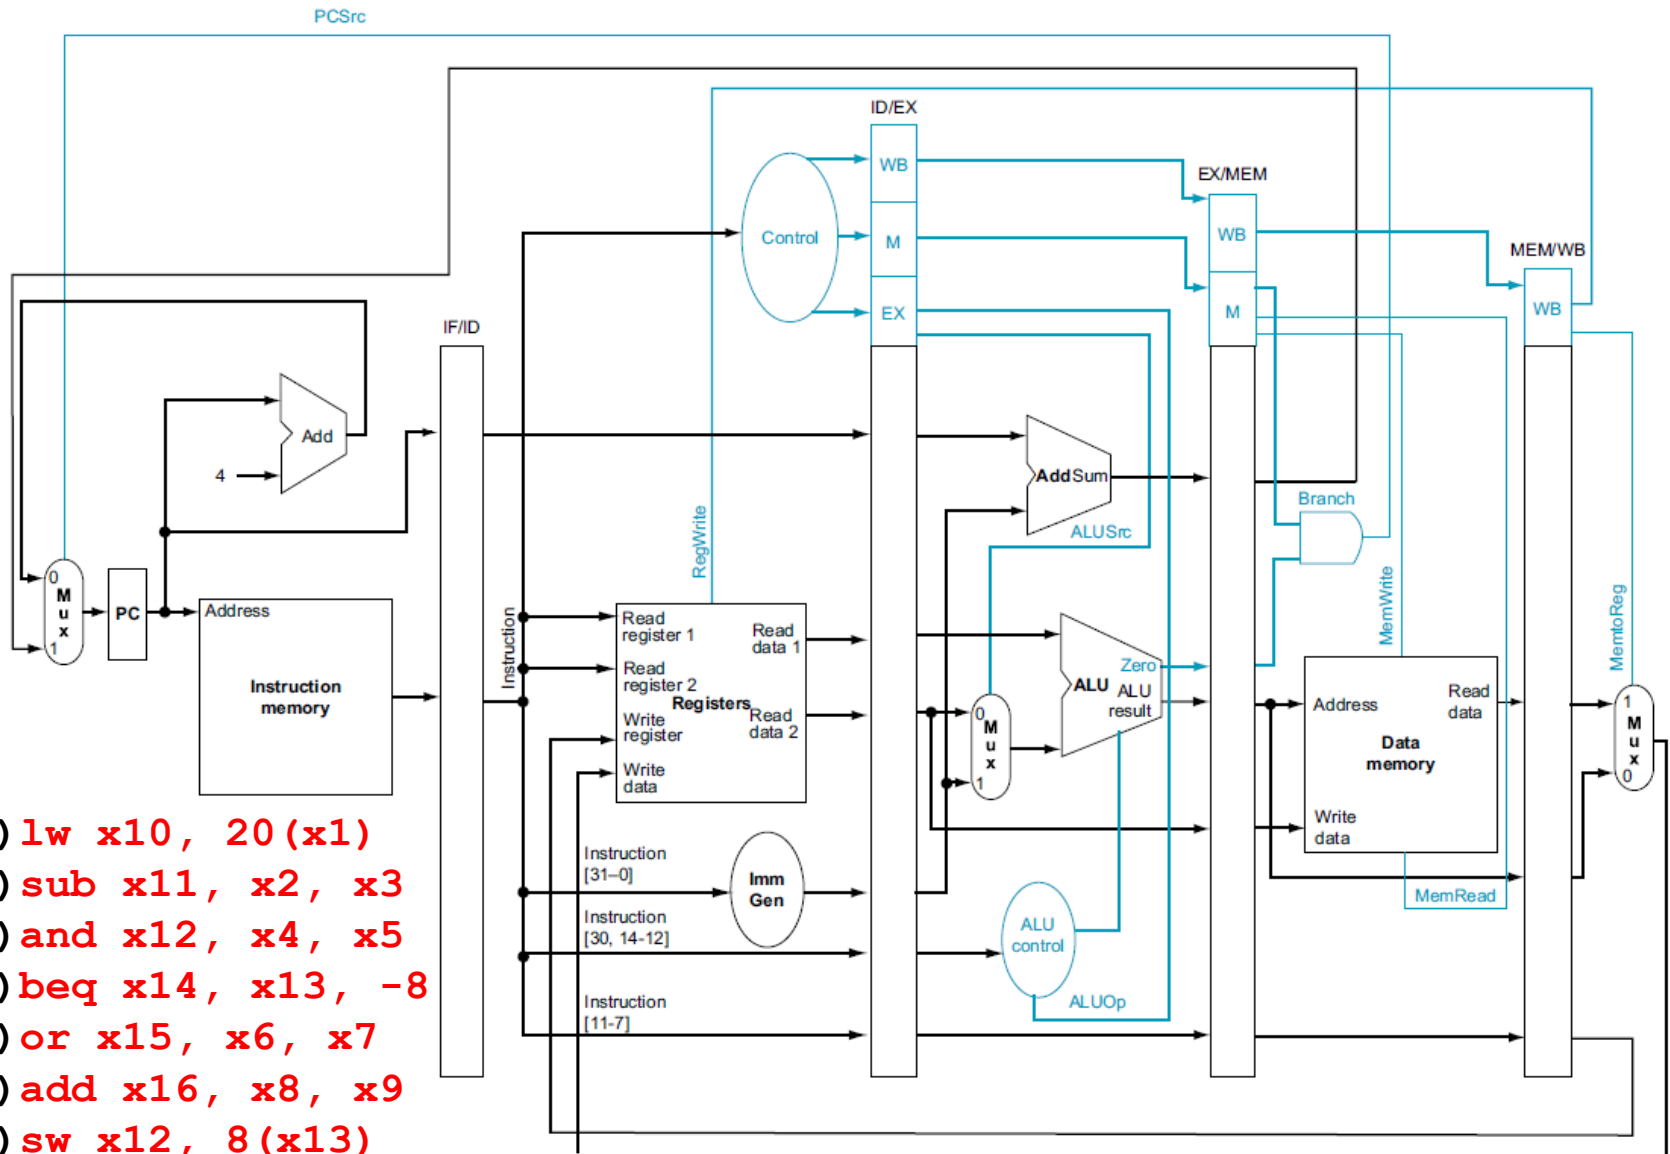 PCSrc
ID/EX
WB
EX/MEM
Control
M
WB
MEM/WB
EX
M
WB
IF/ID
Add
4
Add Sum
Branch
ALUSrc
RegWrite
MemWrite
MemtoReg
0
M
u
x
1
PC
Address
Instruction
memory
Instruction
Read
register 1
Read
data 1
Read
register 2
Registers
Write
register
Read
data 2
Write
data
0
M
u
x
1
Zero
ALU
ALU
result
Address
Read
data
Data
memory
Write
data
MemRead
1
M
u
x
0
Instruction
[31–0]
Imm
Gen
Instruction
[30, 14-12]
ALU
control
Instruction
[11-7]
ALUOp
)lw x10, 20(x1)
)sub x11, x2, x3
)and x12, x4, x5
)beq x14, x13, -8
)or x15, x6, x7
)add x16, x8, x9
)sw x12, 8(x13)